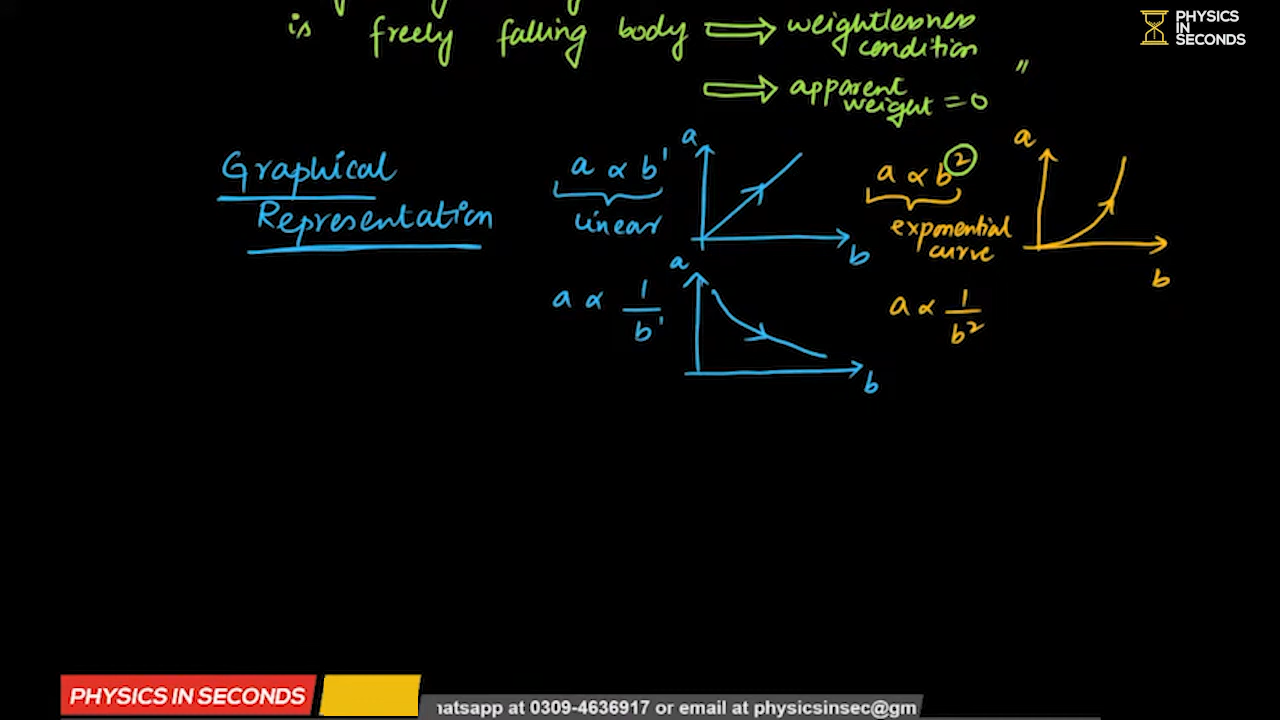 PHYSICS
IN
SECONDS
is freely falling body ⟹ weightlessness
condition "
⟹ apparent
weight = 0
Graphical
Representation
a ∝ b¹
linear
a
b
a ∝ b²
exponential
curve
a
b
a ∝ 1/b¹
a
b
a ∝ 1/b²
PHYSICS IN SECONDS
hatsapp at 0309-4636917 or email at physicsinsec@gm